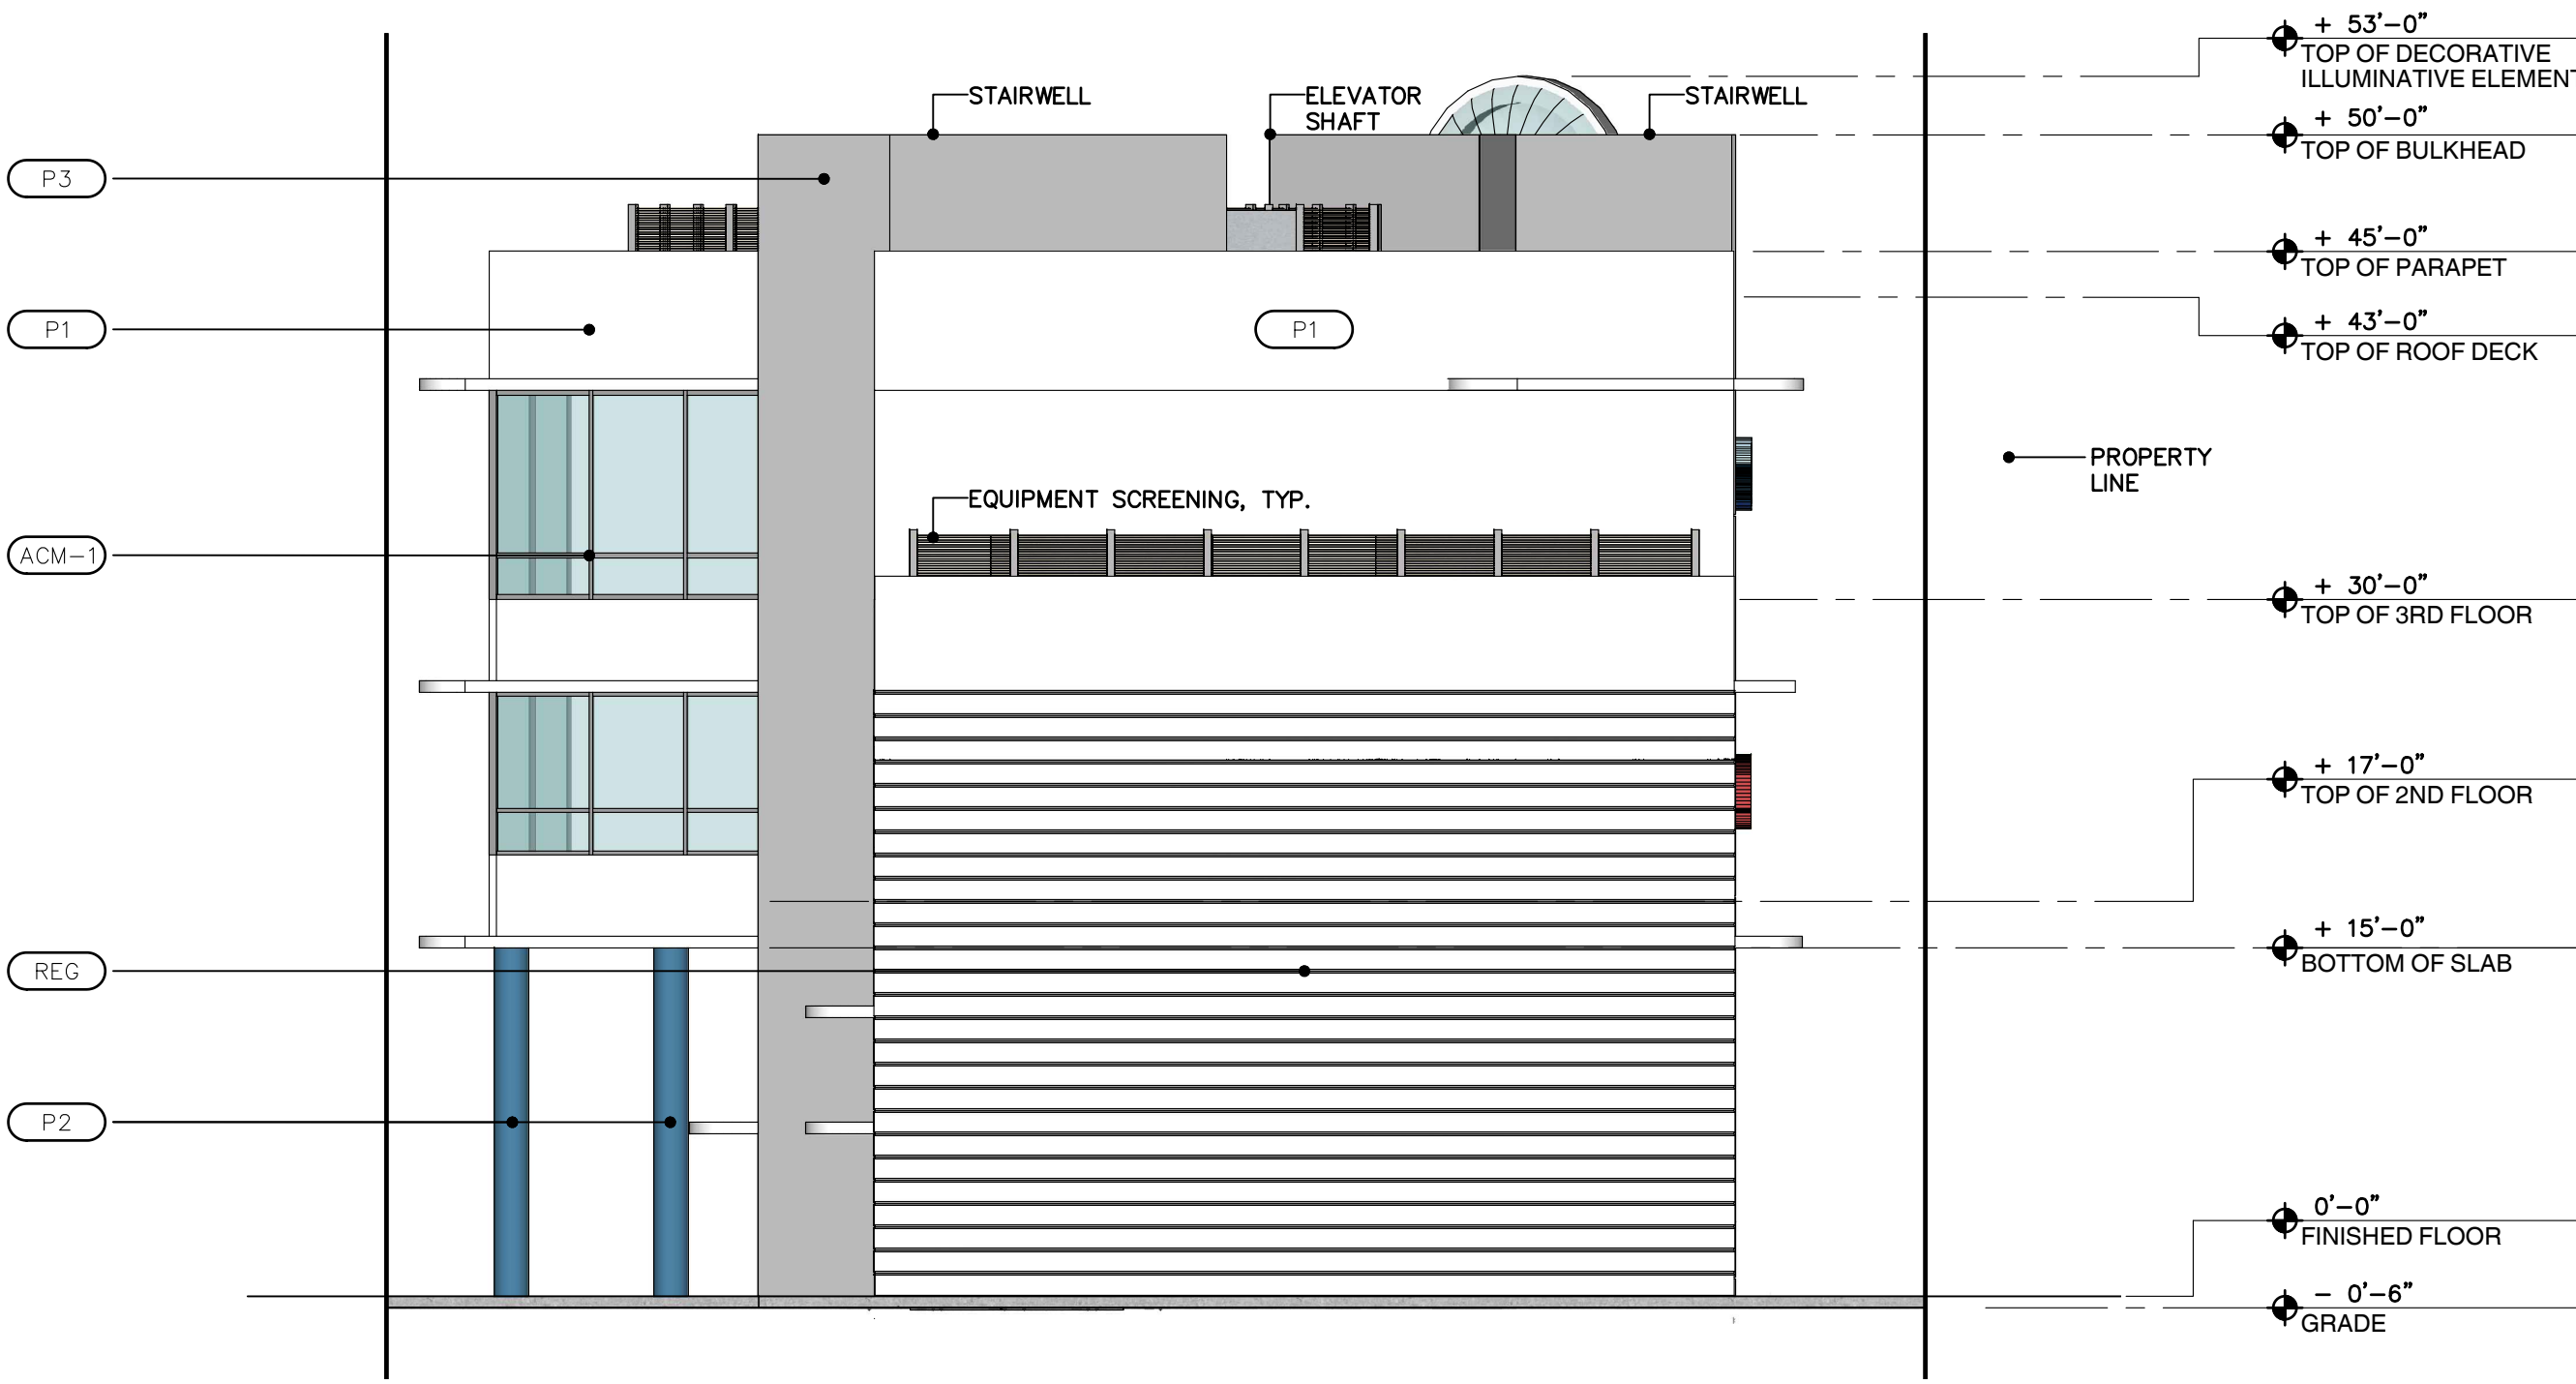 + 53'-0"
TOP OF DECORATIVE
ILLUMINATIVE ELEMENT
STAIRWELL
ELEVATOR
SHAFT
STAIRWELL
+ 50'-0"
TOP OF BULKHEAD
P3
+ 45'-0"
TOP OF PARAPET
P1
P1
+ 43'-0"
TOP OF ROOF DECK
PROPERTY
LINE
EQUIPMENT SCREENING, TYP.
ACM-1
+ 30'-0"
TOP OF 3RD FLOOR
+ 17'-0"
TOP OF 2ND FLOOR
+ 15'-0"
BOTTOM OF SLAB
REG
P2
0'-0"
FINISHED FLOOR
- 0'-6"
GRADE